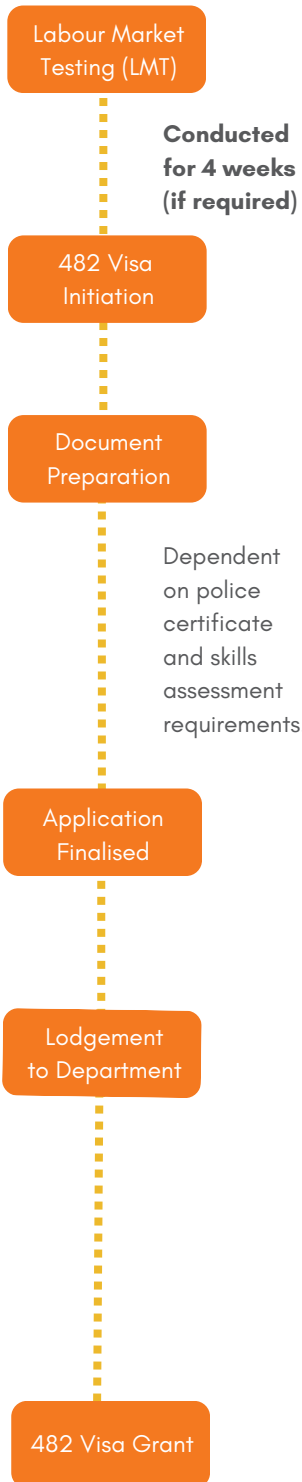 Labour Market
Testing (LMT)
Conducted
for 4 weeks
(if required)
482 Visa
Initiation
Document
Preparation
Dependent
on police
certificate
and skills
assessment
requirements
Application
Finalised
Lodgement
to Department
482 Visa Grant